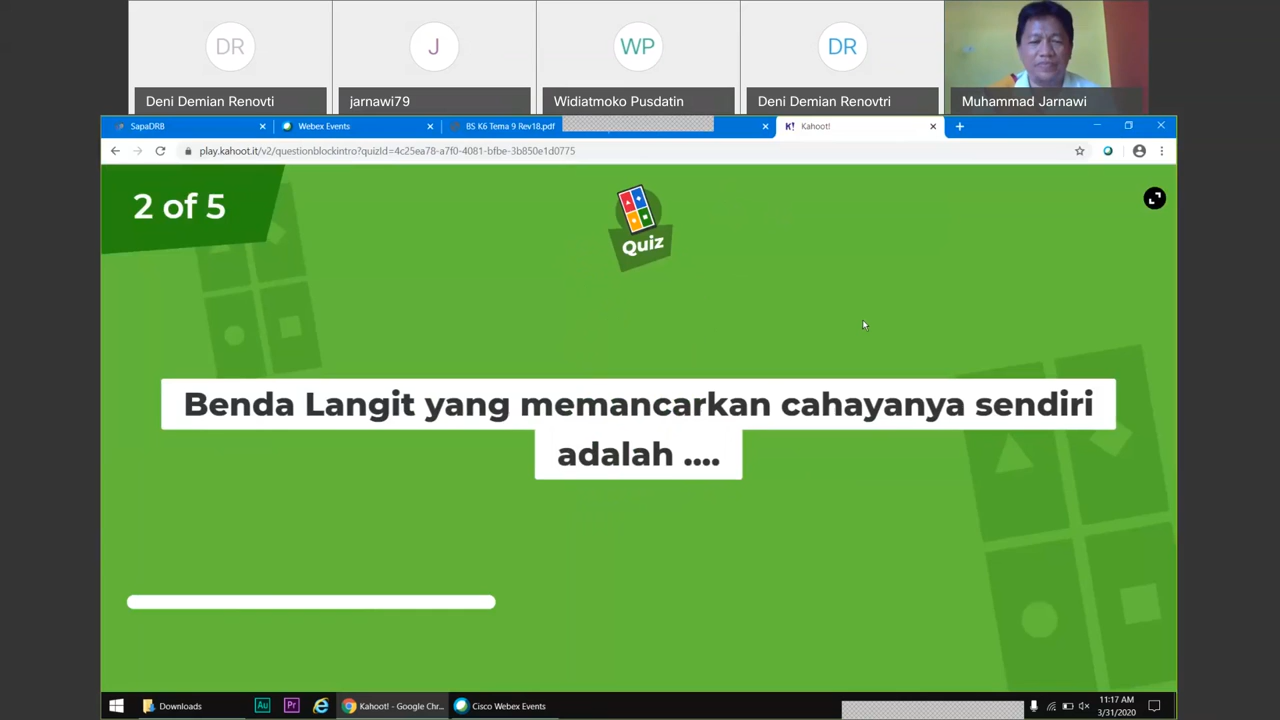 DR
J
WP
DR
Deni Demian Renovti
jarnawi79
Widiatmoko Pusdatin
Deni Demian Renovtri
Muhammad Jarnawi
SapaDRB
Webex Events
BS K6 Tema 9 Rev18.pdf
K! Kahoot!
play.kahoot.it/v2/questionblockintro?quizId=4c25ea78-a7f0-4081-bfbe-3b850e1d0775
2 of 5
Quiz
Benda Langit yang memancarkan cahayanya sendiri
adalah ....
Downloads
Au
Pr
Kahoot! - Google Chr...
Cisco Webex Events
11:17 AM
3/31/2020